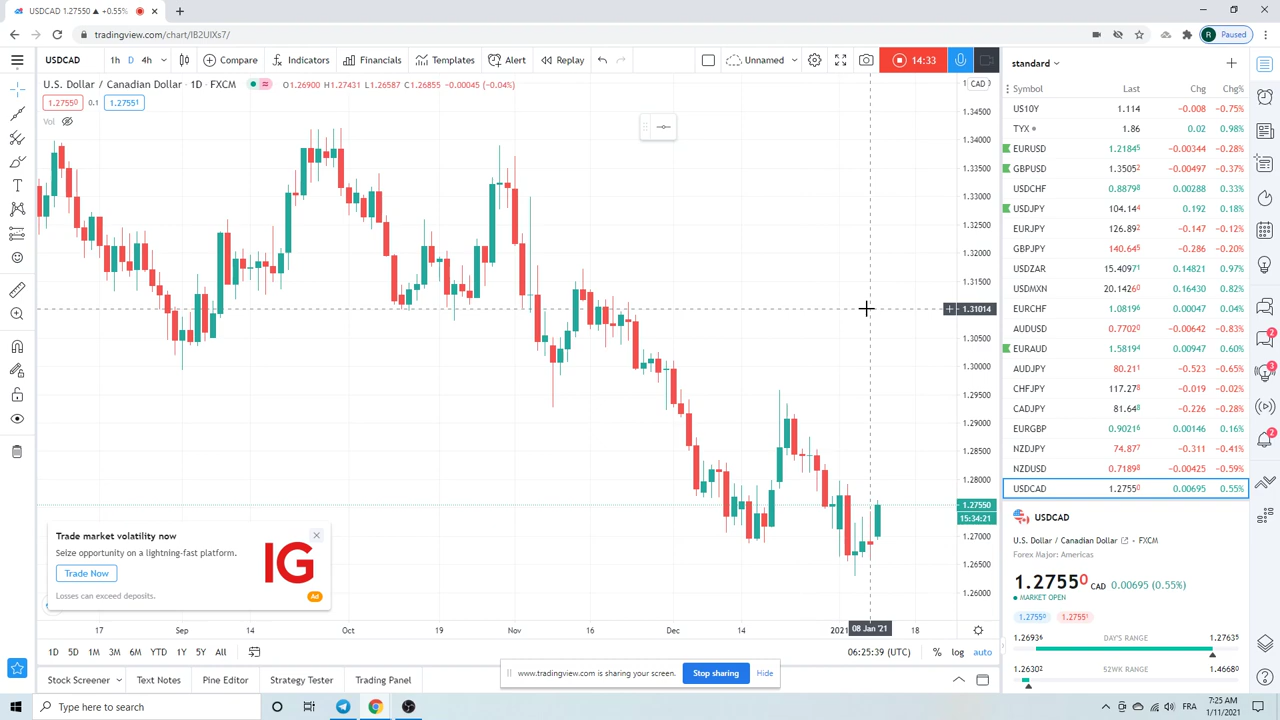 USDCAD 1.27550 ▲ +0.55%
tradingview.com/chart/IB2UIXs7/
R
Paused
USDCAD
1h
D
4h
Compare
Indicators
Financials
Templates
Alert
Replay
Unnamed
14:33
U.S. Dollar / Canadian Dollar · 1D · FXCM
1.26900 H1.27431 L1.26587 C1.26855 −0.00045 (−0.04%)
1.27550
0.1
1.27551
Vol
CAD
1.34500
1.34000
1.33500
1.33000
1.32500
1.32000
1.31500
1.31014
1.30500
1.30000
1.29500
1.29000
1.28500
1.28000
1.27550
15:34:21
1.27000
1.26500
1.26000
Trade market volatility now
Seize opportunity on a lightning-fast platform.
Trade Now
Losses can exceed deposits.
IG
Ad
17
Sep
14
Oct
19
Nov
16
Dec
14
2021
08 Jan '21
18
1D
5D
1M
3M
6M
YTD
1Y
5Y
All
06:25:39 (UTC)
%
log
auto
Stock Screener
Text Notes
Pine Editor
Strategy Tester
Trading Panel
www.tradingview.com is sharing your screen.
Stop sharing
Hide
standard
Symbol Last Chg Chg%
US10Y 1.114 −0.008 −0.75%
TYX 1.86 0.02 0.98%
EURUSD 1.21845 −0.00344 −0.28%
GBPUSD 1.35052 −0.00497 −0.37%
USDCHF 0.88798 0.00288 0.33%
USDJPY 104.144 0.192 0.18%
EURJPY 126.892 −0.147 −0.12%
GBPJPY 140.645 −0.286 −0.20%
USDZAR 15.40971 0.14821 0.97%
USDMXN 20.14260 0.16430 0.82%
EURCHF 1.08196 0.00047 0.04%
AUDUSD 0.77020 −0.00642 −0.83%
EURAUD 1.58194 0.00947 0.60%
AUDJPY 80.211 −0.523 −0.65%
CHFJPY 117.278 −0.019 −0.02%
CADJPY 81.648 −0.226 −0.28%
EURGBP 0.90216 0.00146 0.16%
NZDJPY 74.877 −0.311 −0.41%
NZDUSD 0.71898 −0.00425 −0.59%
USDCAD 1.27550 0.00695 0.55%
USDCAD
U.S. Dollar / Canadian Dollar · FXCM
Forex Major: Americas
1.27550 CAD 0.00695 (0.55%)
MARKET OPEN
1.27550
1.27551
1.26936 DAY'S RANGE 1.27635
1.26302 52WK RANGE 1.46680
2
3
2
Type here to search
FRA
7:25 AM
1/11/2021